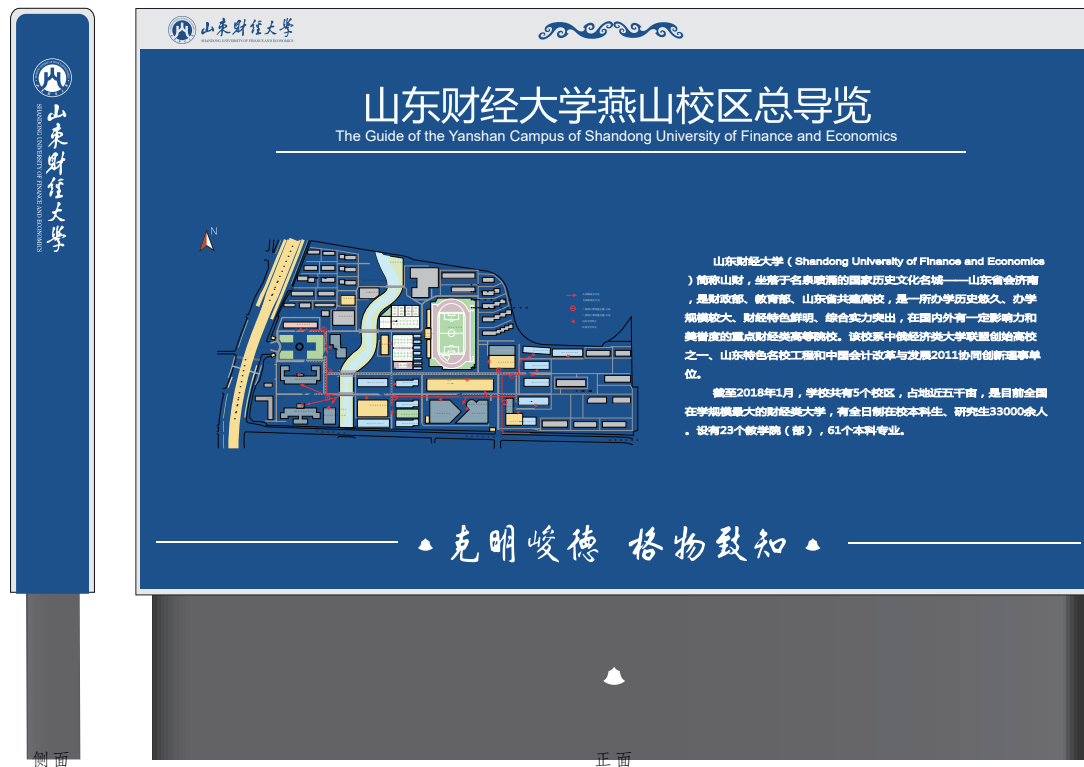 山东财经大学
SHANDONG UNIVERSITY OF FINANCE AND ECONOMICS
山东财经大学
SHANDONG UNIVERSITY OF FINANCE AND ECONOMICS
山东财经大学燕山校区总导览
The Guide of the Yanshan Campus of Shandong University of Finance and Economics
N
山东财经大学（Shandong University of Finance and Economics
）简称山财，坐落于名泉喷涌的国家历史文化名城——山东省会济南
，是财政部、教育部、山东省共建高校，是一所办学历史悠久、办学
规模较大、财经特色鲜明、综合实力突出，在国内外有一定影响力和
美誉度的重点财经类高等院校。该校系中俄经济类大学联盟创始高校
之一、山东特色名校工程和中国会计改革与发展2011协同创新理事单
位。
截至2018年1月，学校共有5个校区，占地近五千亩，是目前全国
在学规模最大的财经类大学，有全日制在校本科生、研究生33000余人
。设有23个教学院（部），61个本科专业。
克明峻德 格物致知
侧面
正面